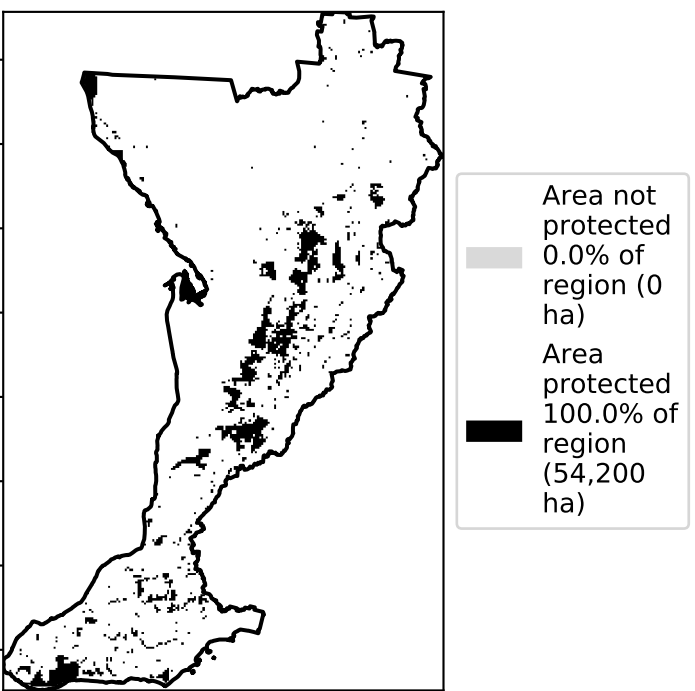 Area not
protected
0.0% of
region (0
ha)
Area
protected
100.0% of
region
(54,200
ha)